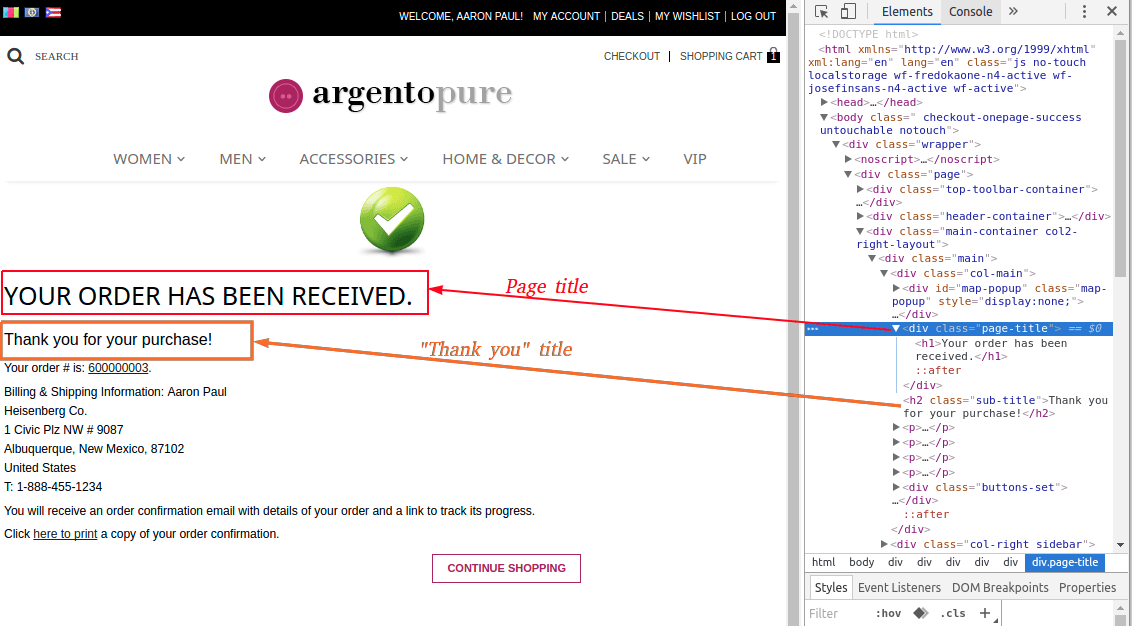 WELCOME, AARON PAUL! MY ACCOUNT | DEALS | MY WISHLIST | LOG OUT
SEARCH
CHECKOUT | SHOPPING CART 1
argentopure
WOMEN MEN ACCESSORIES HOME & DECOR SALE VIP
YOUR ORDER HAS BEEN RECEIVED.
Page title
Thank you for your purchase!
"Thank you" title
Your order # is: 600000003.
Billing & Shipping Information: Aaron Paul
Heisenberg Co.
1 Civic Plz NW # 9087
Albuquerque, New Mexico, 87102
United States
T: 1-888-455-1234
You will receive an order confirmation email with details of your order and a link to track its progress.
Click here to print a copy of your order confirmation.
CONTINUE SHOPPING
Elements Console »
<!DOCTYPE html>
<html xmlns="http://www.w3.org/1999/xhtml"
xml:lang="en" lang="en" class="js no-touch
localstorage wf-fredokaone-n4-active wf-
josefinsans-n4-active wf-active">
<head>…</head>
<body class=" checkout-onepage-success
untouchable notouch">
<div class="wrapper">
<noscript>…</noscript>
<div class="page">
<div class="top-toolbar-container">
…</div>
<div class="header-container">…</div>
<div class="main-container col2-
right-layout">
<div class="main">
<div class="col-main">
<div id="map-popup" class="map-
popup" style="display:none;">
…</div>
<div class="page-title"> == $0
<h1>Your order has been
received.</h1>
::after
</div>
<h2 class="sub-title">Thank you
for your purchase!</h2>
<p>…</p>
<p>…</p>
<p>…</p>
<p>…</p>
<div class="buttons-set">
…</div>
::after
</div>
<div class="col-right sidebar">
html body div div div div div div.page-title
Styles Event Listeners DOM Breakpoints Properties
Filter :hov .cls +